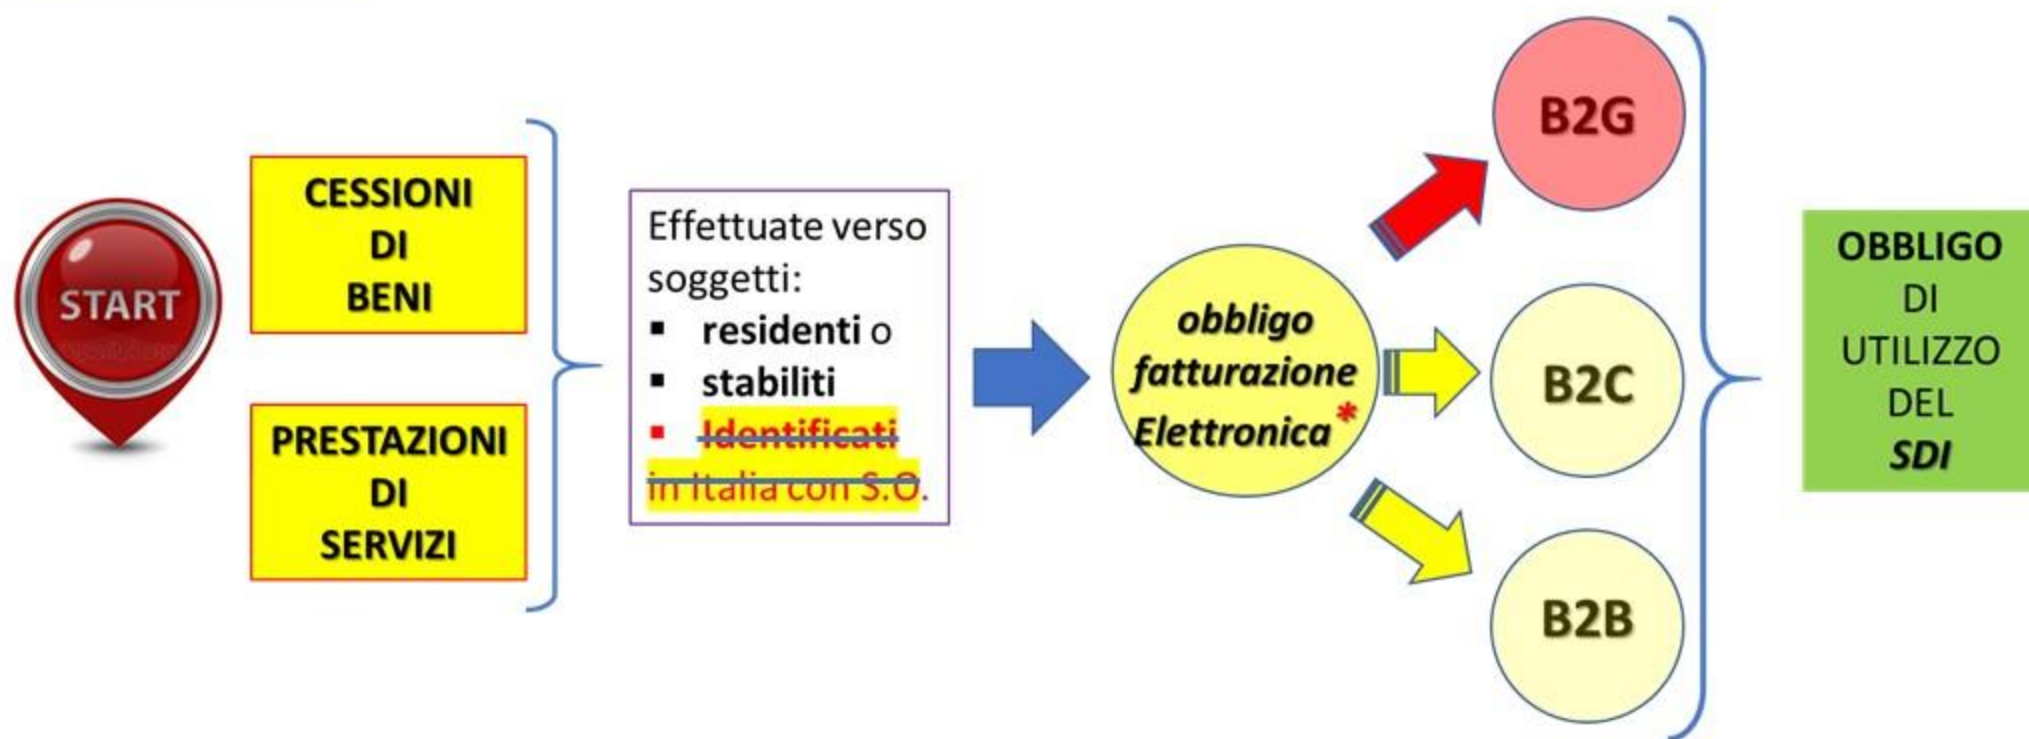 START
CESSIONI
DI
BENI
PRESTAZIONI
DI
SERVIZI
Effettuate verso
soggetti:
▪ residenti o
▪ stabiliti
▪ Identificati
in Italia con S.O.
obbligo
fatturazione
Elettronica*
B2G
B2C
B2B
OBBLIGO
DI
UTILIZZO
DEL
SDI